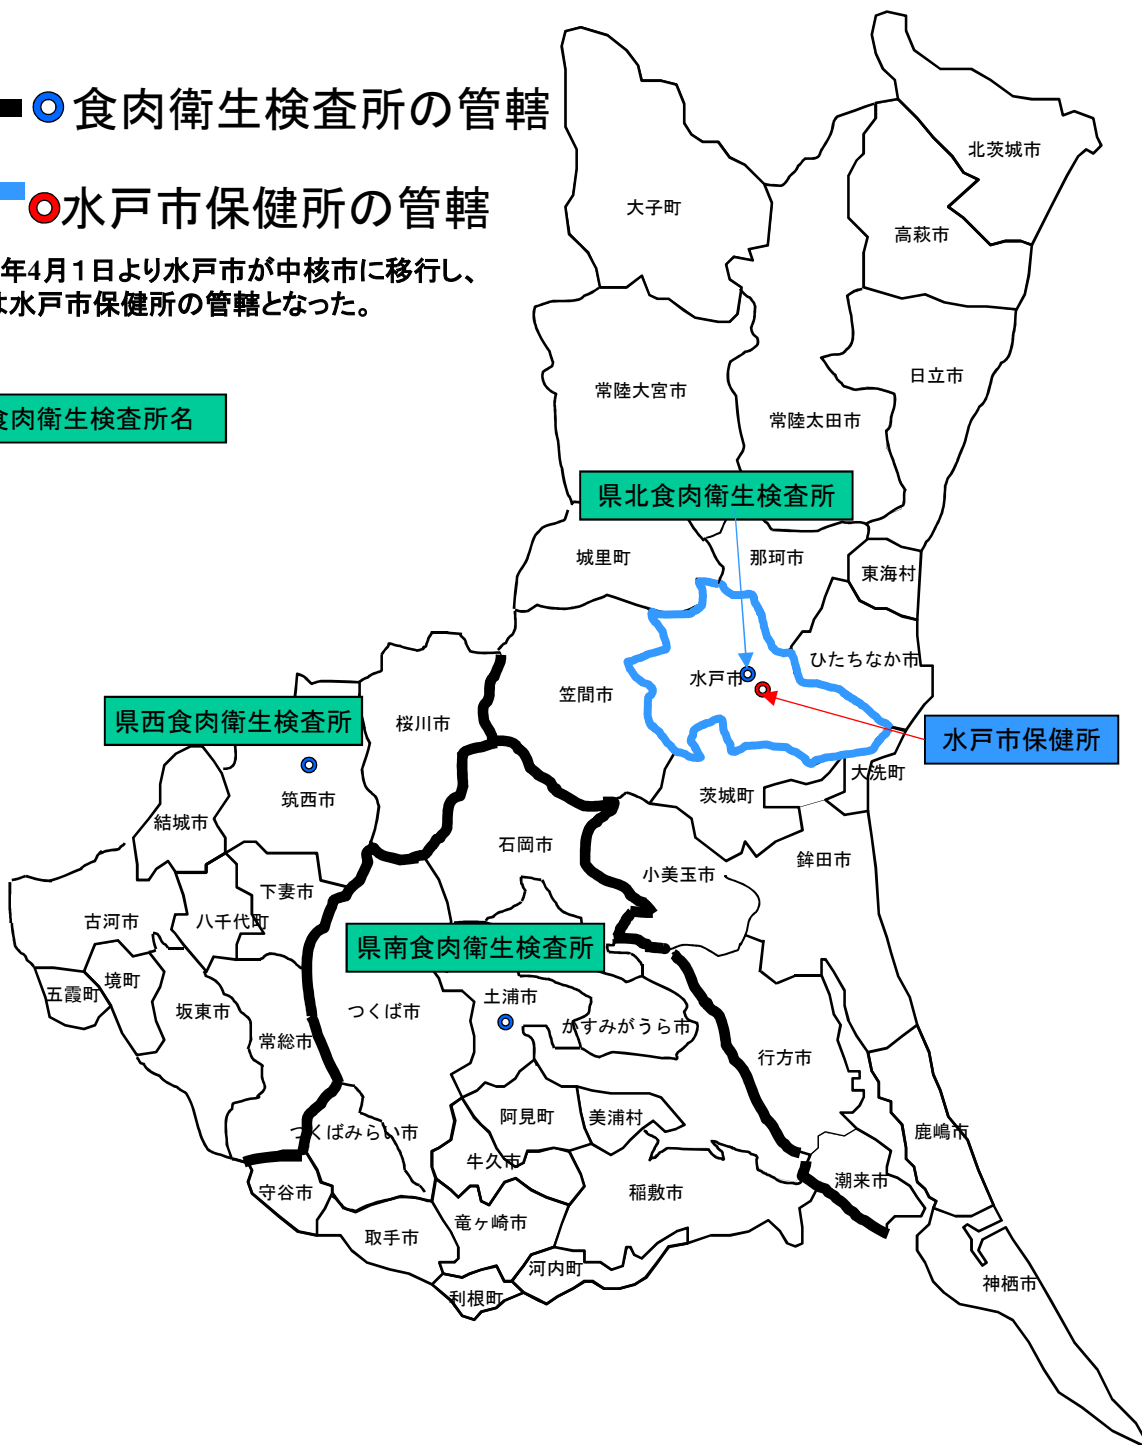 食肉衛生検査所の管轄
水戸市保健所の管轄
年4月１日より水戸市が中核市に移行し、
は水戸市保健所の管轄となった。
食肉衛生検査所名
北茨城市
大子町
高萩市
日立市
常陸大宮市
常陸太田市
県北食肉衛生検査所
城里町
那珂市
東海村
ひたちなか市
水戸市
笠間市
県西食肉衛生検査所
桜川市
水戸市保健所
大洗町
茨城町
筑西市
結城市
石岡市
鉾田市
小美玉市
下妻市
古河市
八千代町
県南食肉衛生検査所
境町
五霞町
坂東市
つくば市
土浦市
かすみがうら市
常総市
行方市
阿見町
美浦村
つくばみらい市
鹿嶋市
牛久市
潮来市
守谷市
稲敷市
竜ヶ崎市
取手市
河内町
神栖市
利根町